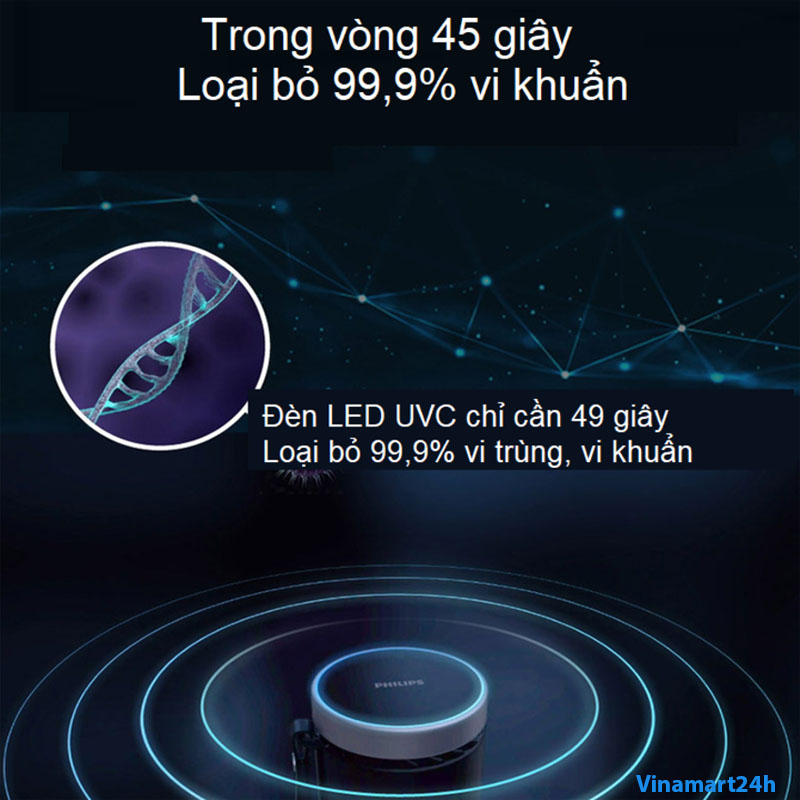 Trong vòng 45 giây
Loại bỏ 99,9% vi khuẩn
Đèn LED UVC chỉ cần 49 giây
Loại bỏ 99,9% vi trùng, vi khuẩn
PHILIPS
Vinamart24h